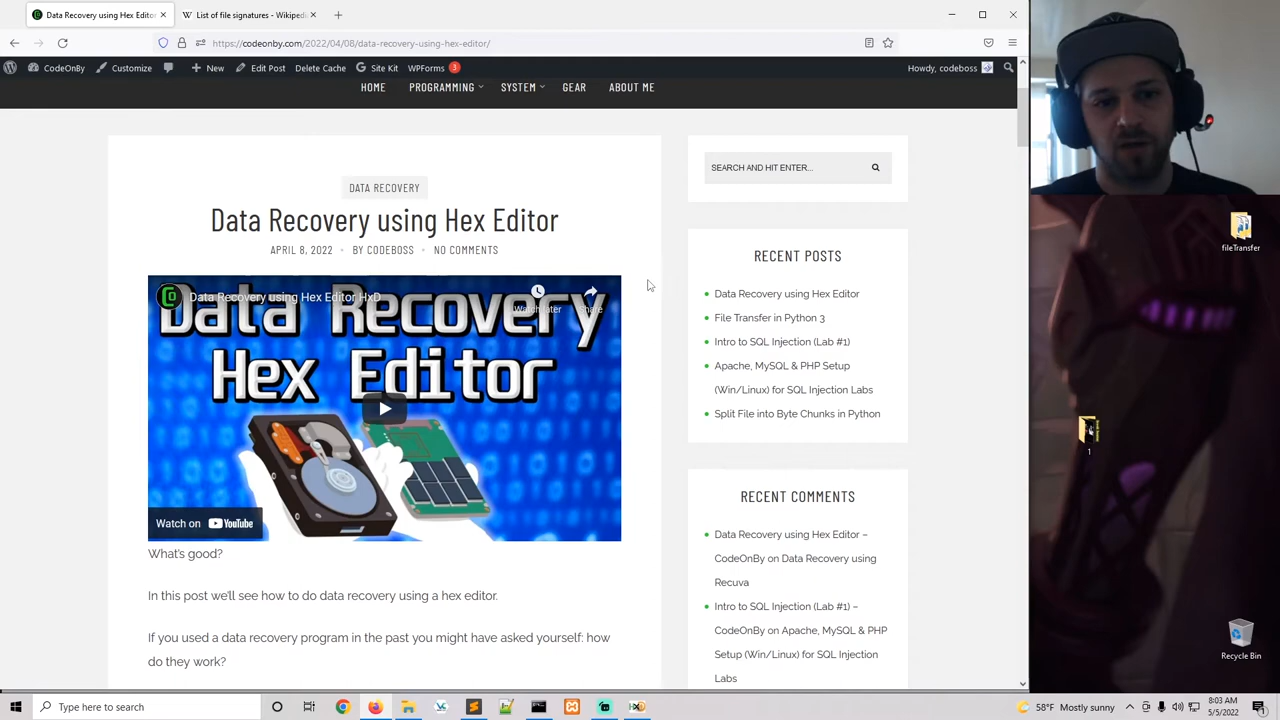 Data Recovery using Hex Editor
List of file signatures - Wikiped
https://codeonby.com/2022/04/08/data-recovery-using-hex-editor/
CodeOnBy
Customize
New
Edit Post
Delete Cache
Site Kit
WPForms
3
Howdy, codeboss
HOME
PROGRAMMING
SYSTEM
GEAR
ABOUT ME
DATA RECOVERY
Data Recovery using Hex Editor
APRIL 8, 2022 • BY CODEBOSS • NO COMMENTS
Data Recovery using Hex Editor HxD
Watch later
Share
Data Recovery
Hex Editor
Watch on YouTube
What's good?
In this post we'll see how to do data recovery using a hex editor.
If you used a data recovery program in the past you might have asked yourself: how
do they work?
SEARCH AND HIT ENTER...
RECENT POSTS
Data Recovery using Hex Editor
File Transfer in Python 3
Intro to SQL Injection (Lab #1)
Apache, MySQL & PHP Setup
(Win/Linux) for SQL Injection Labs
Split File into Byte Chunks in Python
RECENT COMMENTS
Data Recovery using Hex Editor –
CodeOnBy on Data Recovery using
Recuva
Intro to SQL Injection (Lab #1) –
CodeOnBy on Apache, MySQL & PHP
Setup (Win/Linux) for SQL Injection
Labs
fileTransfer
1
Recycle Bin
Type here to search
58°F Mostly sunny
8:03 AM
5/5/2022